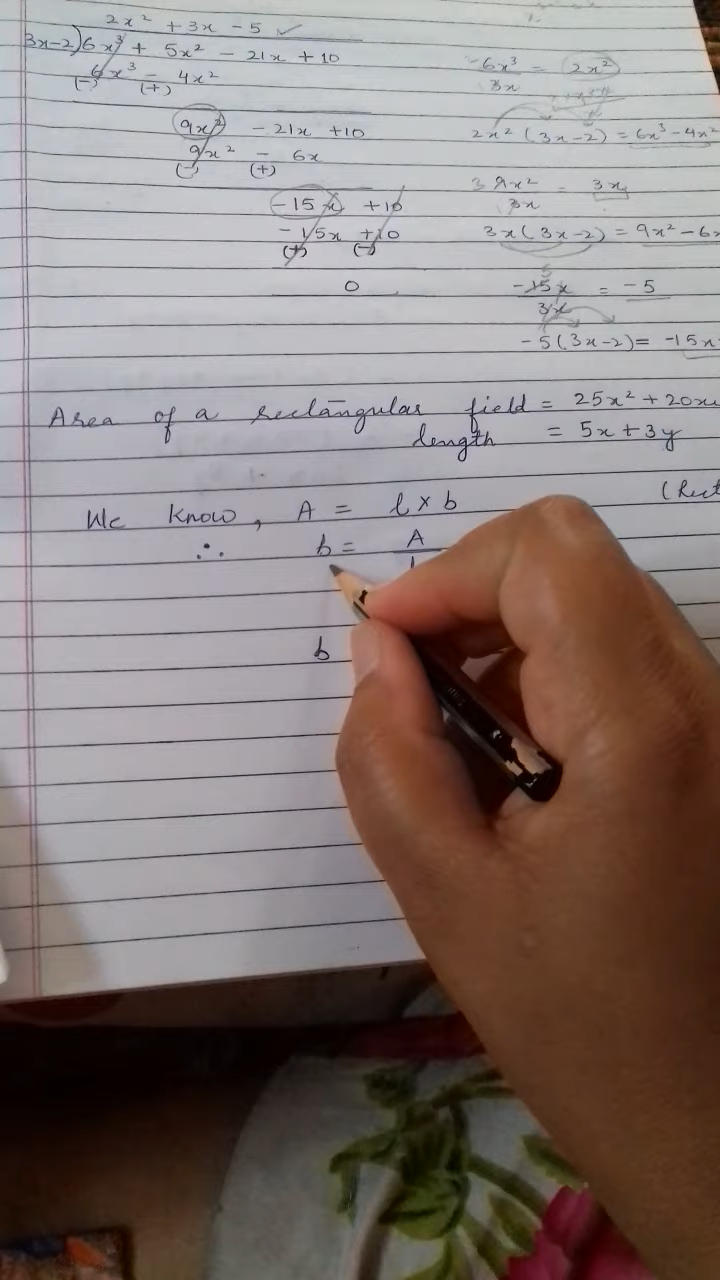 2x² + 3x - 5 ✓
3x-2)6x³ + 5x² - 21x + 10
6x³ - 4x²
(-) (+)
9x² - 21x + 10
9x² - 6x
(-) (+)
-15x + 10
-15x + 10
(+) (-)
0
6x³ / 3x = 2x²
2x² (3x-2) = 6x³ - 4x²
3 9x² / 3x = 3x
3x(3x-2) = 9x² - 6x
5
-15x / 3x = -5
-5(3x-2) = -15x
Area of a rectangular field = 25x² + 20x
length = 5x + 3y
We know, A = l × b
∴ b = A
b